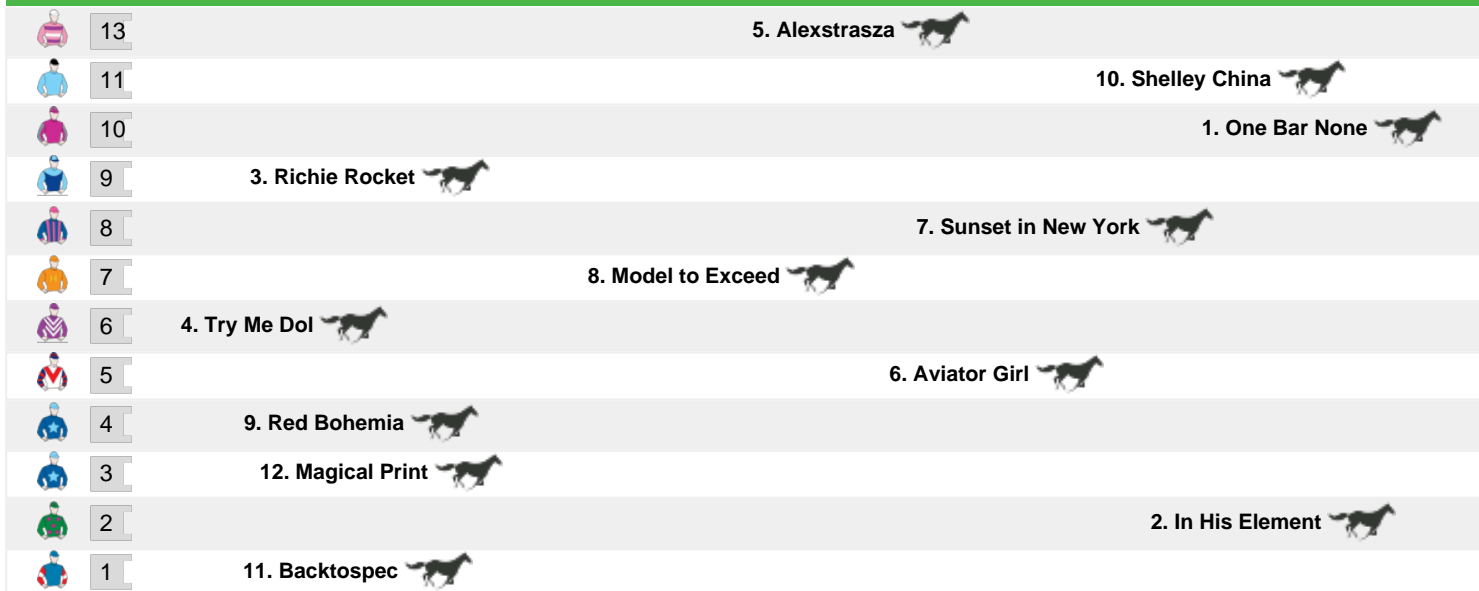 13 5. Alexstrasza
11 10. Shelley China
10 1. One Bar None
9 3. Richie Rocket
8 7. Sunset in New York
7 8. Model to Exceed
6 4. Try Me Dol
5 6. Aviator Girl
4 9. Red Bohemia
3 12. Magical Print
2 2. In His Element
1 11. Backtospec